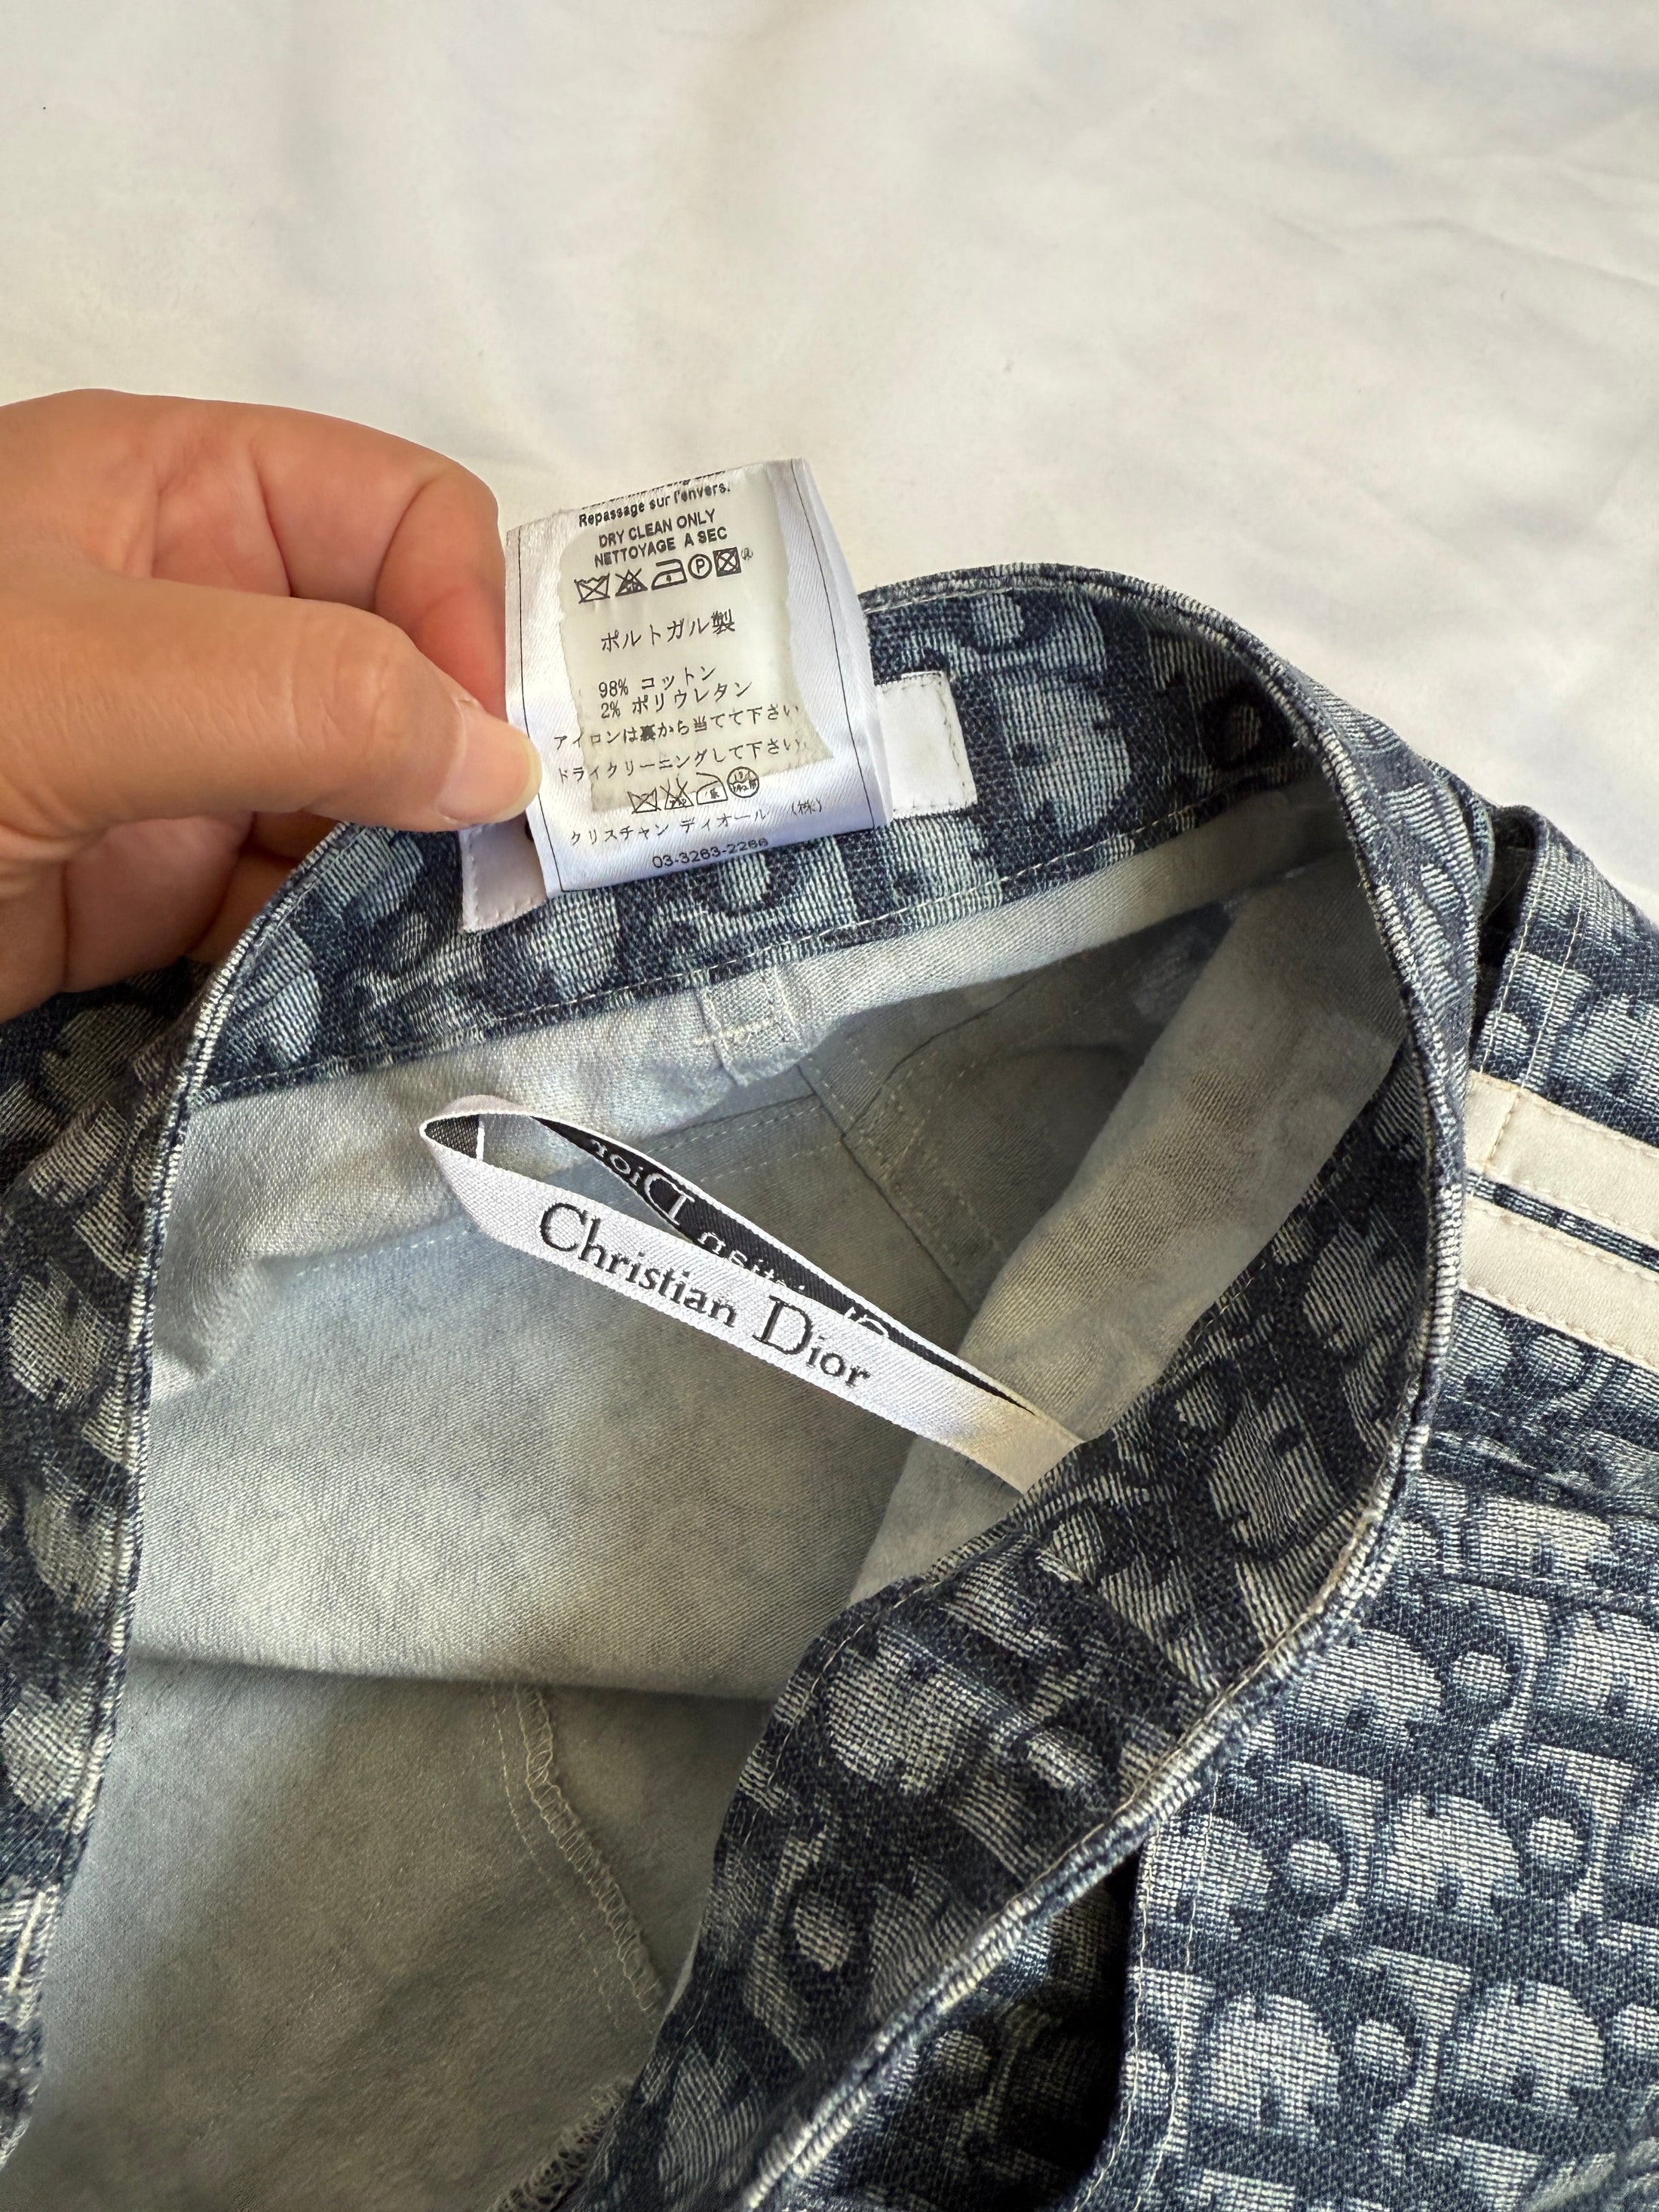 Repassage sur l'envers.
DRY CLEAN ONLY
NETTOYAGE A SEC
P
ポルトガル製
98% コットン
2% ポリウレタン
アイロンは裏から当てて下さい
ドライクリーニングして下さい
クリスチャン ディオール (株)
03-3263-2266
Christian Dior
Christian Dior